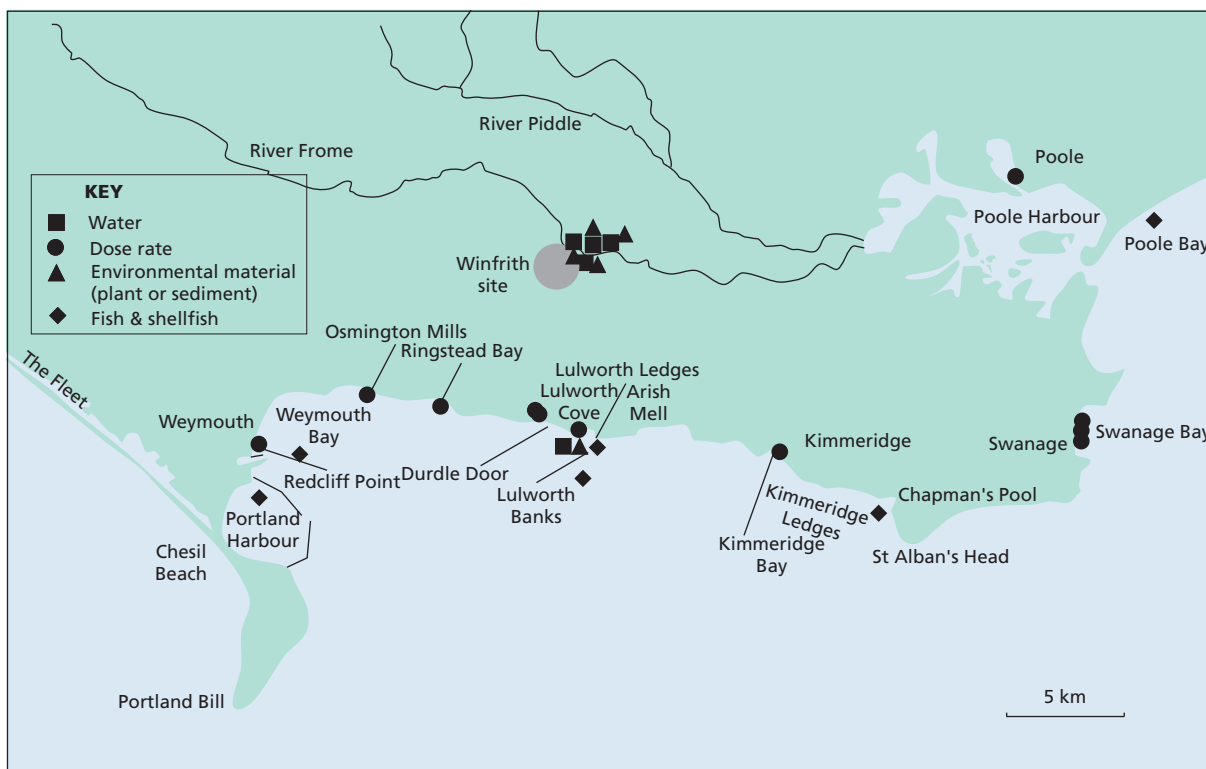 River Piddle
River Frome
Poole
Poole Harbour
Poole Bay
KEY
Water
Dose rate
Environmental material
(plant or sediment)
Fish & shellfish
Winfrith
site
Osmington Mills
Ringstead Bay
The Fleet
Lulworth Ledges
Lulworth
Cove
Arish
Mell
Weymouth
Weymouth
Bay
Redcliff Point
Durdle Door
Lulworth
Banks
Kimmeridge
Swanage
Swanage Bay
Portland
Harbour
Kimmeridge
Ledges
Chapman's Pool
Kimmeridge
Bay
St Alban's Head
Chesil
Beach
Portland Bill
5 km